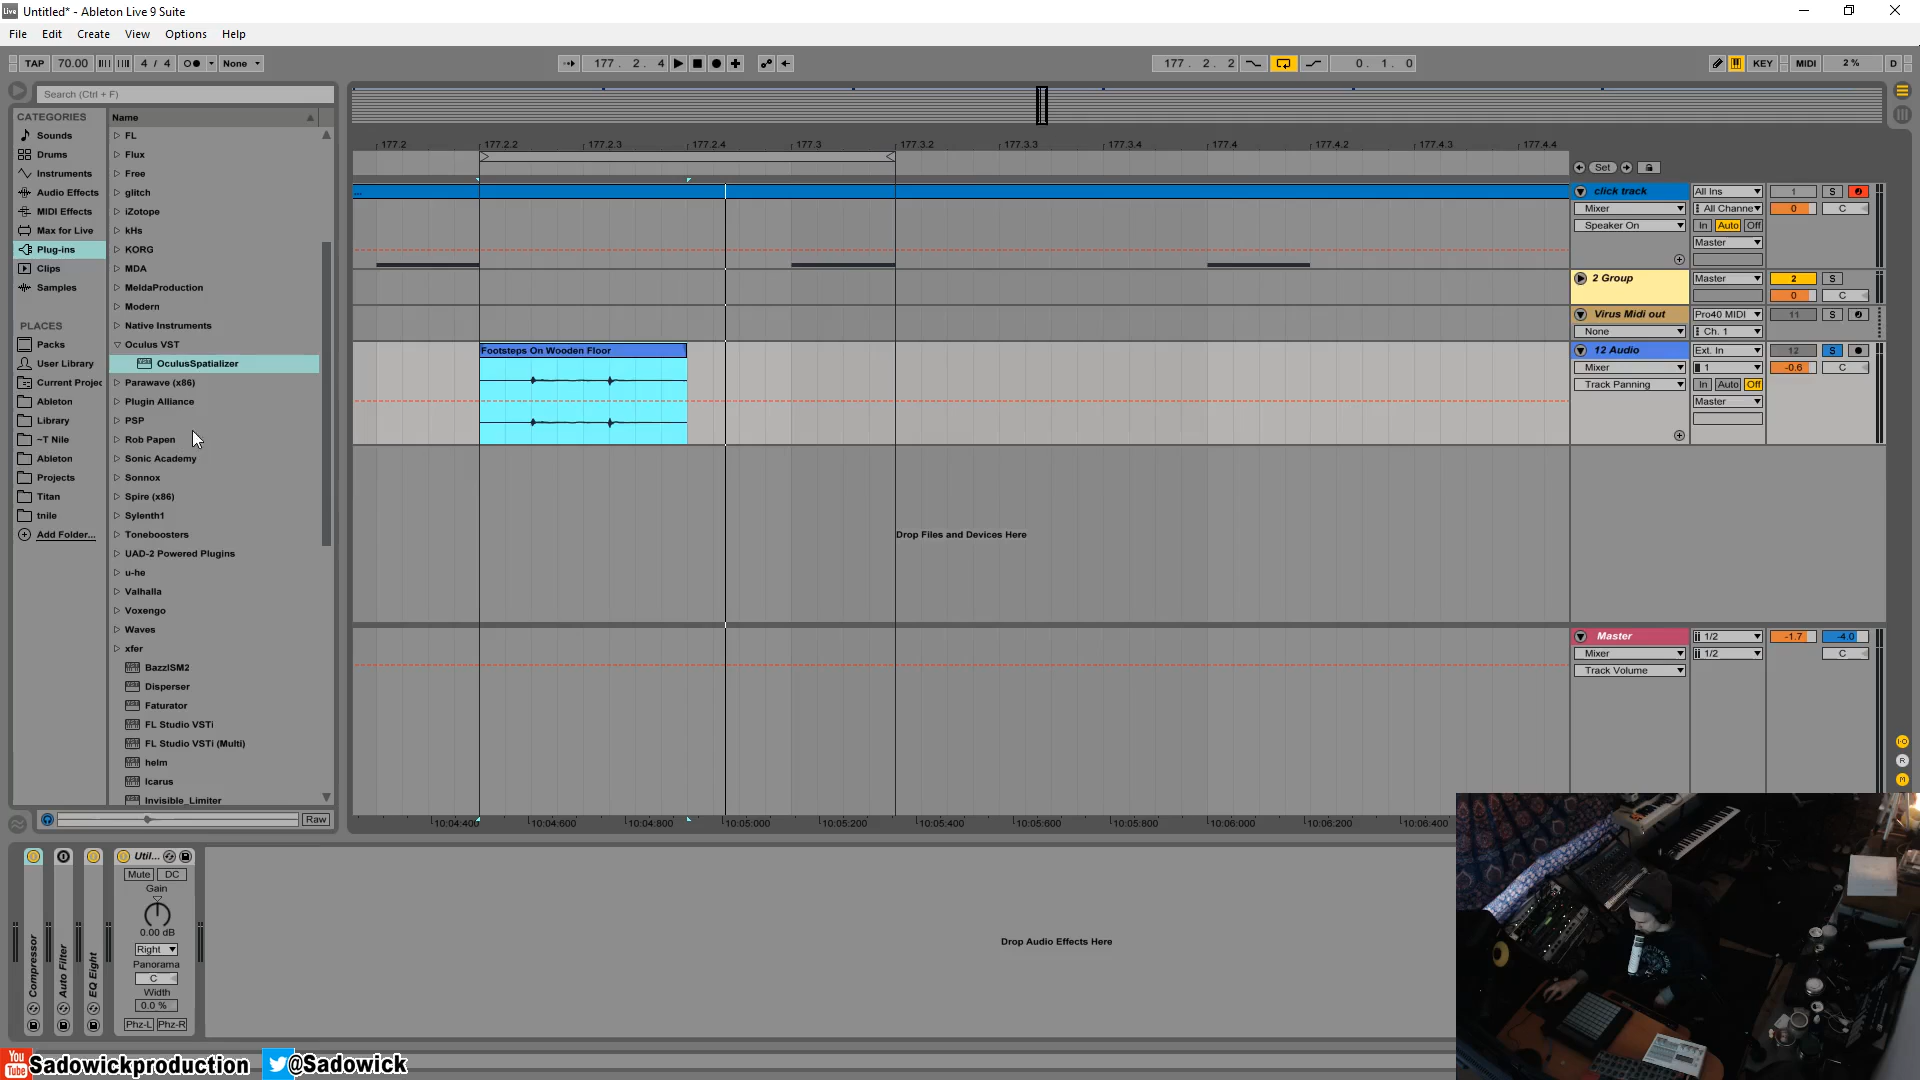 Untitled* - Ableton Live 9 Suite
File Edit Create View Options Help
TAP 70.00 4 / 4 None 177 . 2 . 4 177 . 2 . 2 0 . 1 . 0 KEY MIDI 2 % D
Search (Ctrl + F)
CATEGORIES
Sounds
Drums
Instruments
Audio Effects
MIDI Effects
Max for Live
Plug-ins
Clips
Samples
PLACES
Packs
User Library
Current Projec
Ableton
Library
~T Nile
Ableton
Projects
Titan
tnile
Add Folder...
Name
FL
Flux
Free
glitch
iZotope
kHs
KORG
MDA
MeldaProduction
Modern
Native Instruments
Oculus VST
OculusSpatializer
Parawave (x86)
Plugin Alliance
PSP
Rob Papen
Sonic Academy
Sonnox
Spire (x86)
Sylenth1
Toneboosters
UAD-2 Powered Plugins
u-he
Valhalla
Voxengo
Waves
xfer
BazzISM2
Disperser
Faturator
FL Studio VSTi
FL Studio VSTi (Multi)
helm
Icarus
Invisible_Limiter
Raw
177.2 177.2.2 177.2.3 177.2.4 177.3 177.3.2 177.3.3 177.3.4 177.4 177.4.2 177.4.3 177.4.4
Set
click track All Ins 1 S
Mixer All Channe 0 C
Speaker On In Auto Off
Master
2 Group Master 2 S
0 C
Virus Midi out Pro40 MIDI 11 S
None Ch. 1
Footsteps On Wooden Floor
12 Audio Ext. In 12 S
Mixer 1 -0.6 C
Track Panning In Auto Off
Master
Drop Files and Devices Here
Master 1/2 -1.7 -4.0
Mixer 1/2 C
Track Volume
I·O
R
M
10:04:400 10:04:600 10:04:800 10:05:000 10:05:200 10:05:400 10:05:600 10:05:800 10:06:000 10:06:200 10:06:400
Compressor
Auto Filter
EQ Eight
Util...
Mute DC
Gain
0.00 dB
Right
Panorama
C
Width
0.0 %
Phz-L Phz-R
Drop Audio Effects Here
You Tube Sadowickproduction @Sadowick